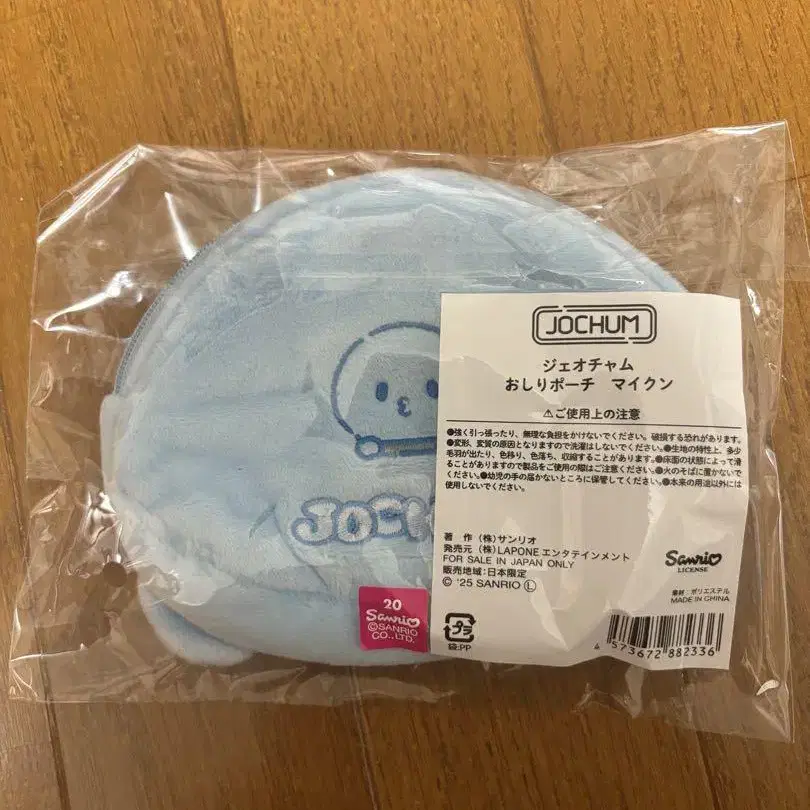 JOCHUM
ジェオチャム
おしりポーチ マイクン
⚠ご使用上の注意
●強く引っ張ったり、無理な負担をかけないでください。破損する恐れがあります。
●変形、変質の原因となりますので洗濯はしないでください。●生地の特性上、多少
毛羽が出たり、色移り、色落ち、収縮することがあります。●床面の状態によって滑
ることがありますので製品をご使用の際はご注意ください。●火のそばに置かないで
ください。●幼児の手の届かないところに保管してください。●本来の用途以外には
使用しないでください。
著 作 (株)サンリオ
発売元 (株)LAPONEエンタテインメント
FOR SALE IN JAPAN ONLY
販売地域:日本限定
© '25 SANRIO Ⓛ
Sanrio
LICENSE
素材:ポリエステル
MADE IN CHINA
プラ
袋:PP
4 573672 882336
JOCH
20
Sanrio
©SANRIO
CO., LTD.